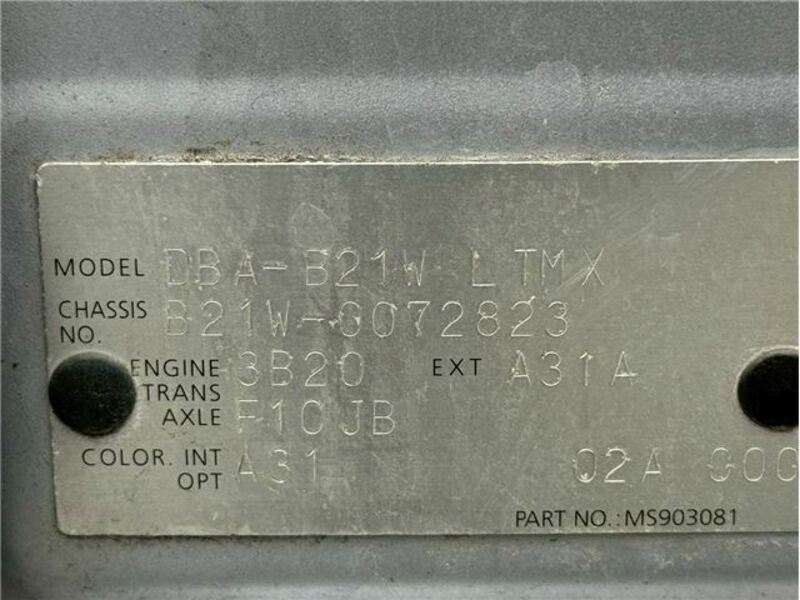 MODEL DBA-B21W LTMX
CHASSIS NO. B21W-0072823
ENGINE 3B20 EXT A31A
TRANS AXLE F1CJB
COLOR. INT OPT A31 02A 000
PART NO.: MS903081